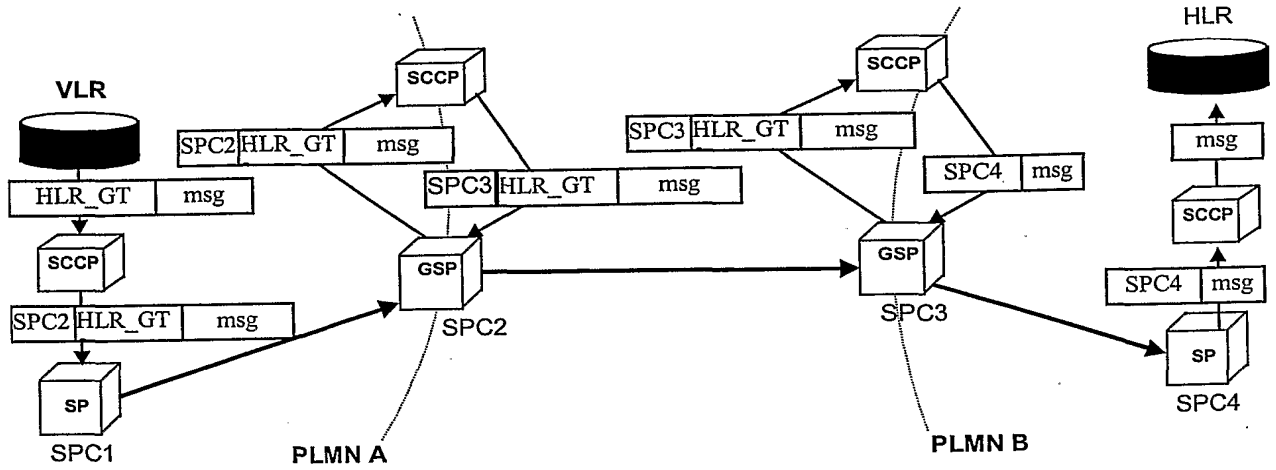 HLR
SCCP
SCCP
VLR
SPC2 HLR_GT msg
SPC3 HLR_GT msg
msg
HLR_GT msg
SPC3 HLR_GT msg
SPC4 msg
SCCP
SCCP
GSP
GSP
SPC4 msg
SPC2 HLR_GT msg
SPC2
SPC3
SP
SP
SPC4
SPC1
PLMN A
PLMN B